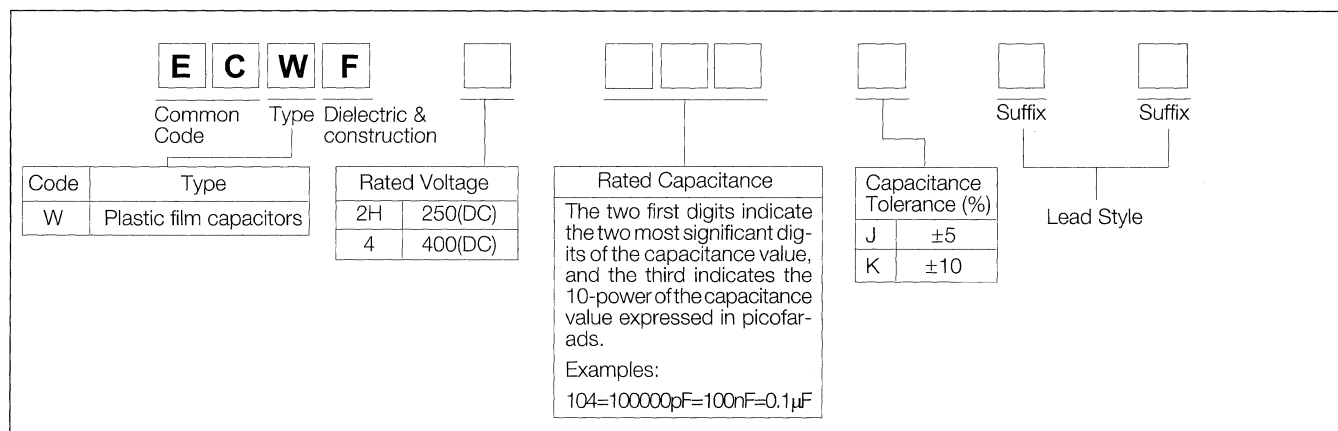 E C W F
Common Code
Type
Dielectric & construction
Suffix
Suffix
Code Type
W Plastic film capacitors
Rated Voltage
2H 250(DC)
4 400(DC)
Rated Capacitance
The two first digits indicate
the two most significant dig-
its of the capacitance value,
and the third indicates the
10-power of the capacitance
value expressed in picofar-
ads.
Examples:
104=100000pF=100nF=0.1μF
Capacitance
Tolerance (%)
J ±5
K ±10
Lead Style